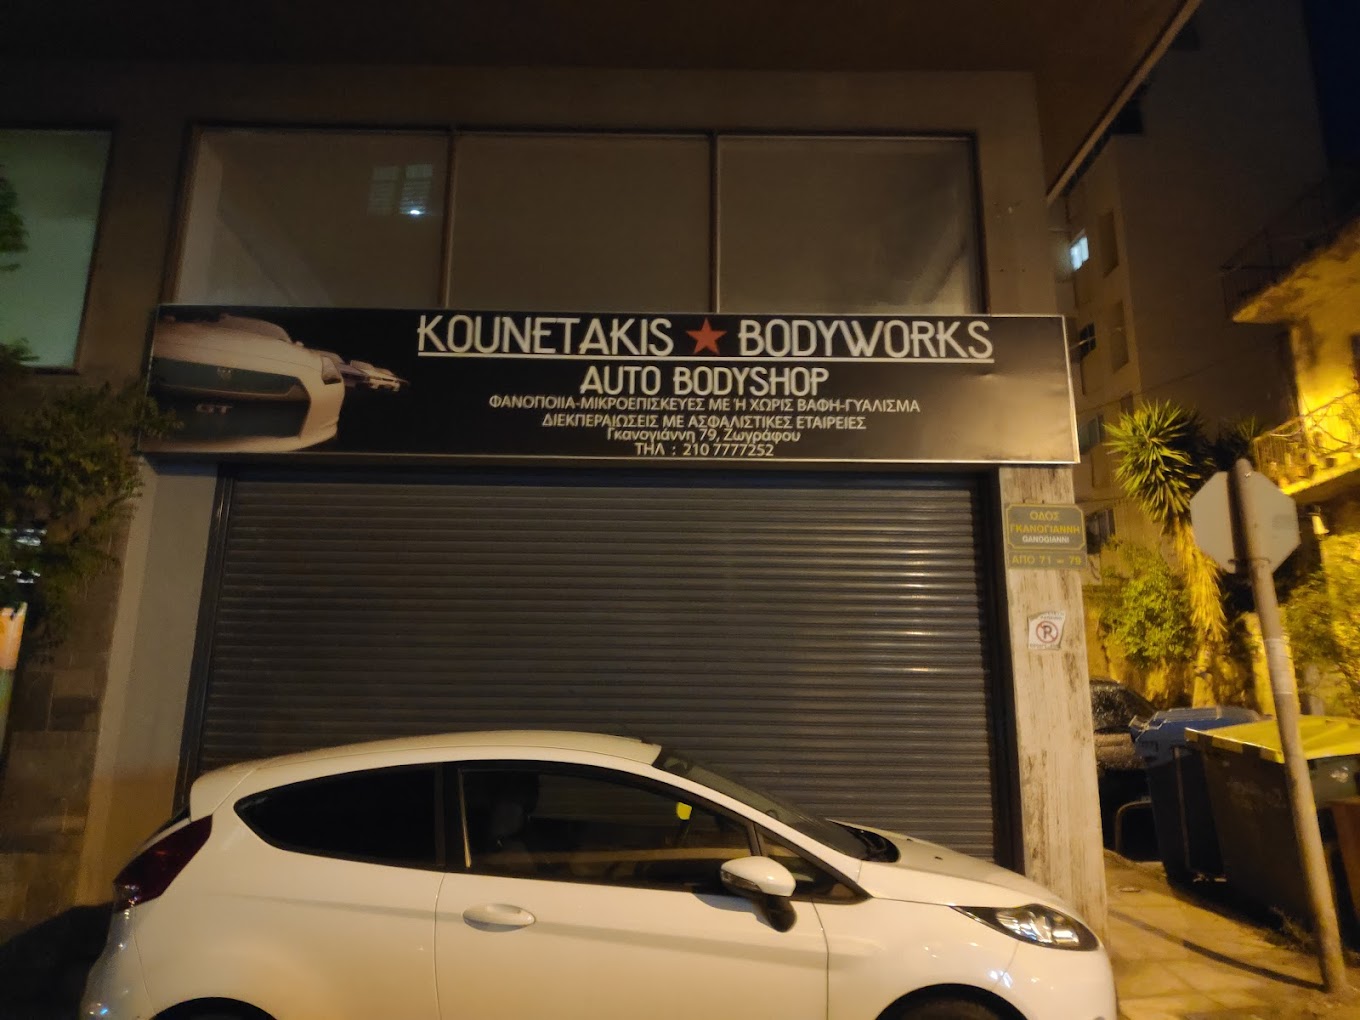 KOUNETAKIS ★ BODYWORKS
AUTO BODYSHOP
ΦΑΝΟΠΟΙΙΑ-ΜΙΚΡΟΕΠΙΣΚΕΥΕΣ ΜΕ Ή ΧΩΡΙΣ ΒΑΦΗ-ΓΥΑΛΙΣΜΑ
ΔΙΕΚΠΕΡΑΙΩΣΕΙΣ ΜΕ ΑΣΦΑΛΙΣΤΙΚΕΣ ΕΤΑΙΡΕΙΕΣ
Γκανογιάννη 79, Ζωγράφου
ΤΗΛ : 210 7777252
GT
ΟΔΟΣ
ΓΚΑΝΟΓΙΑΝΝΗ
GANOGIANNI
ΑΠΟ 71 - 79
P